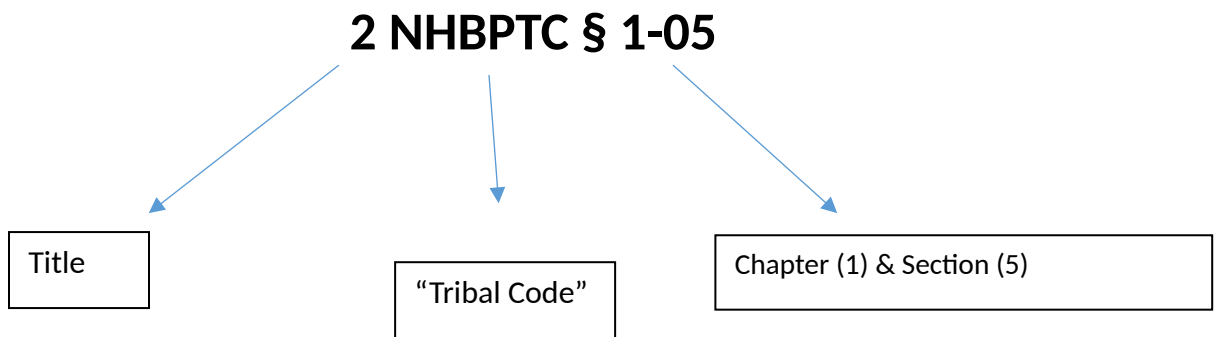 2 NHBPTC § 1-05
Title
“Tribal Code”
Chapter (1) & Section (5)